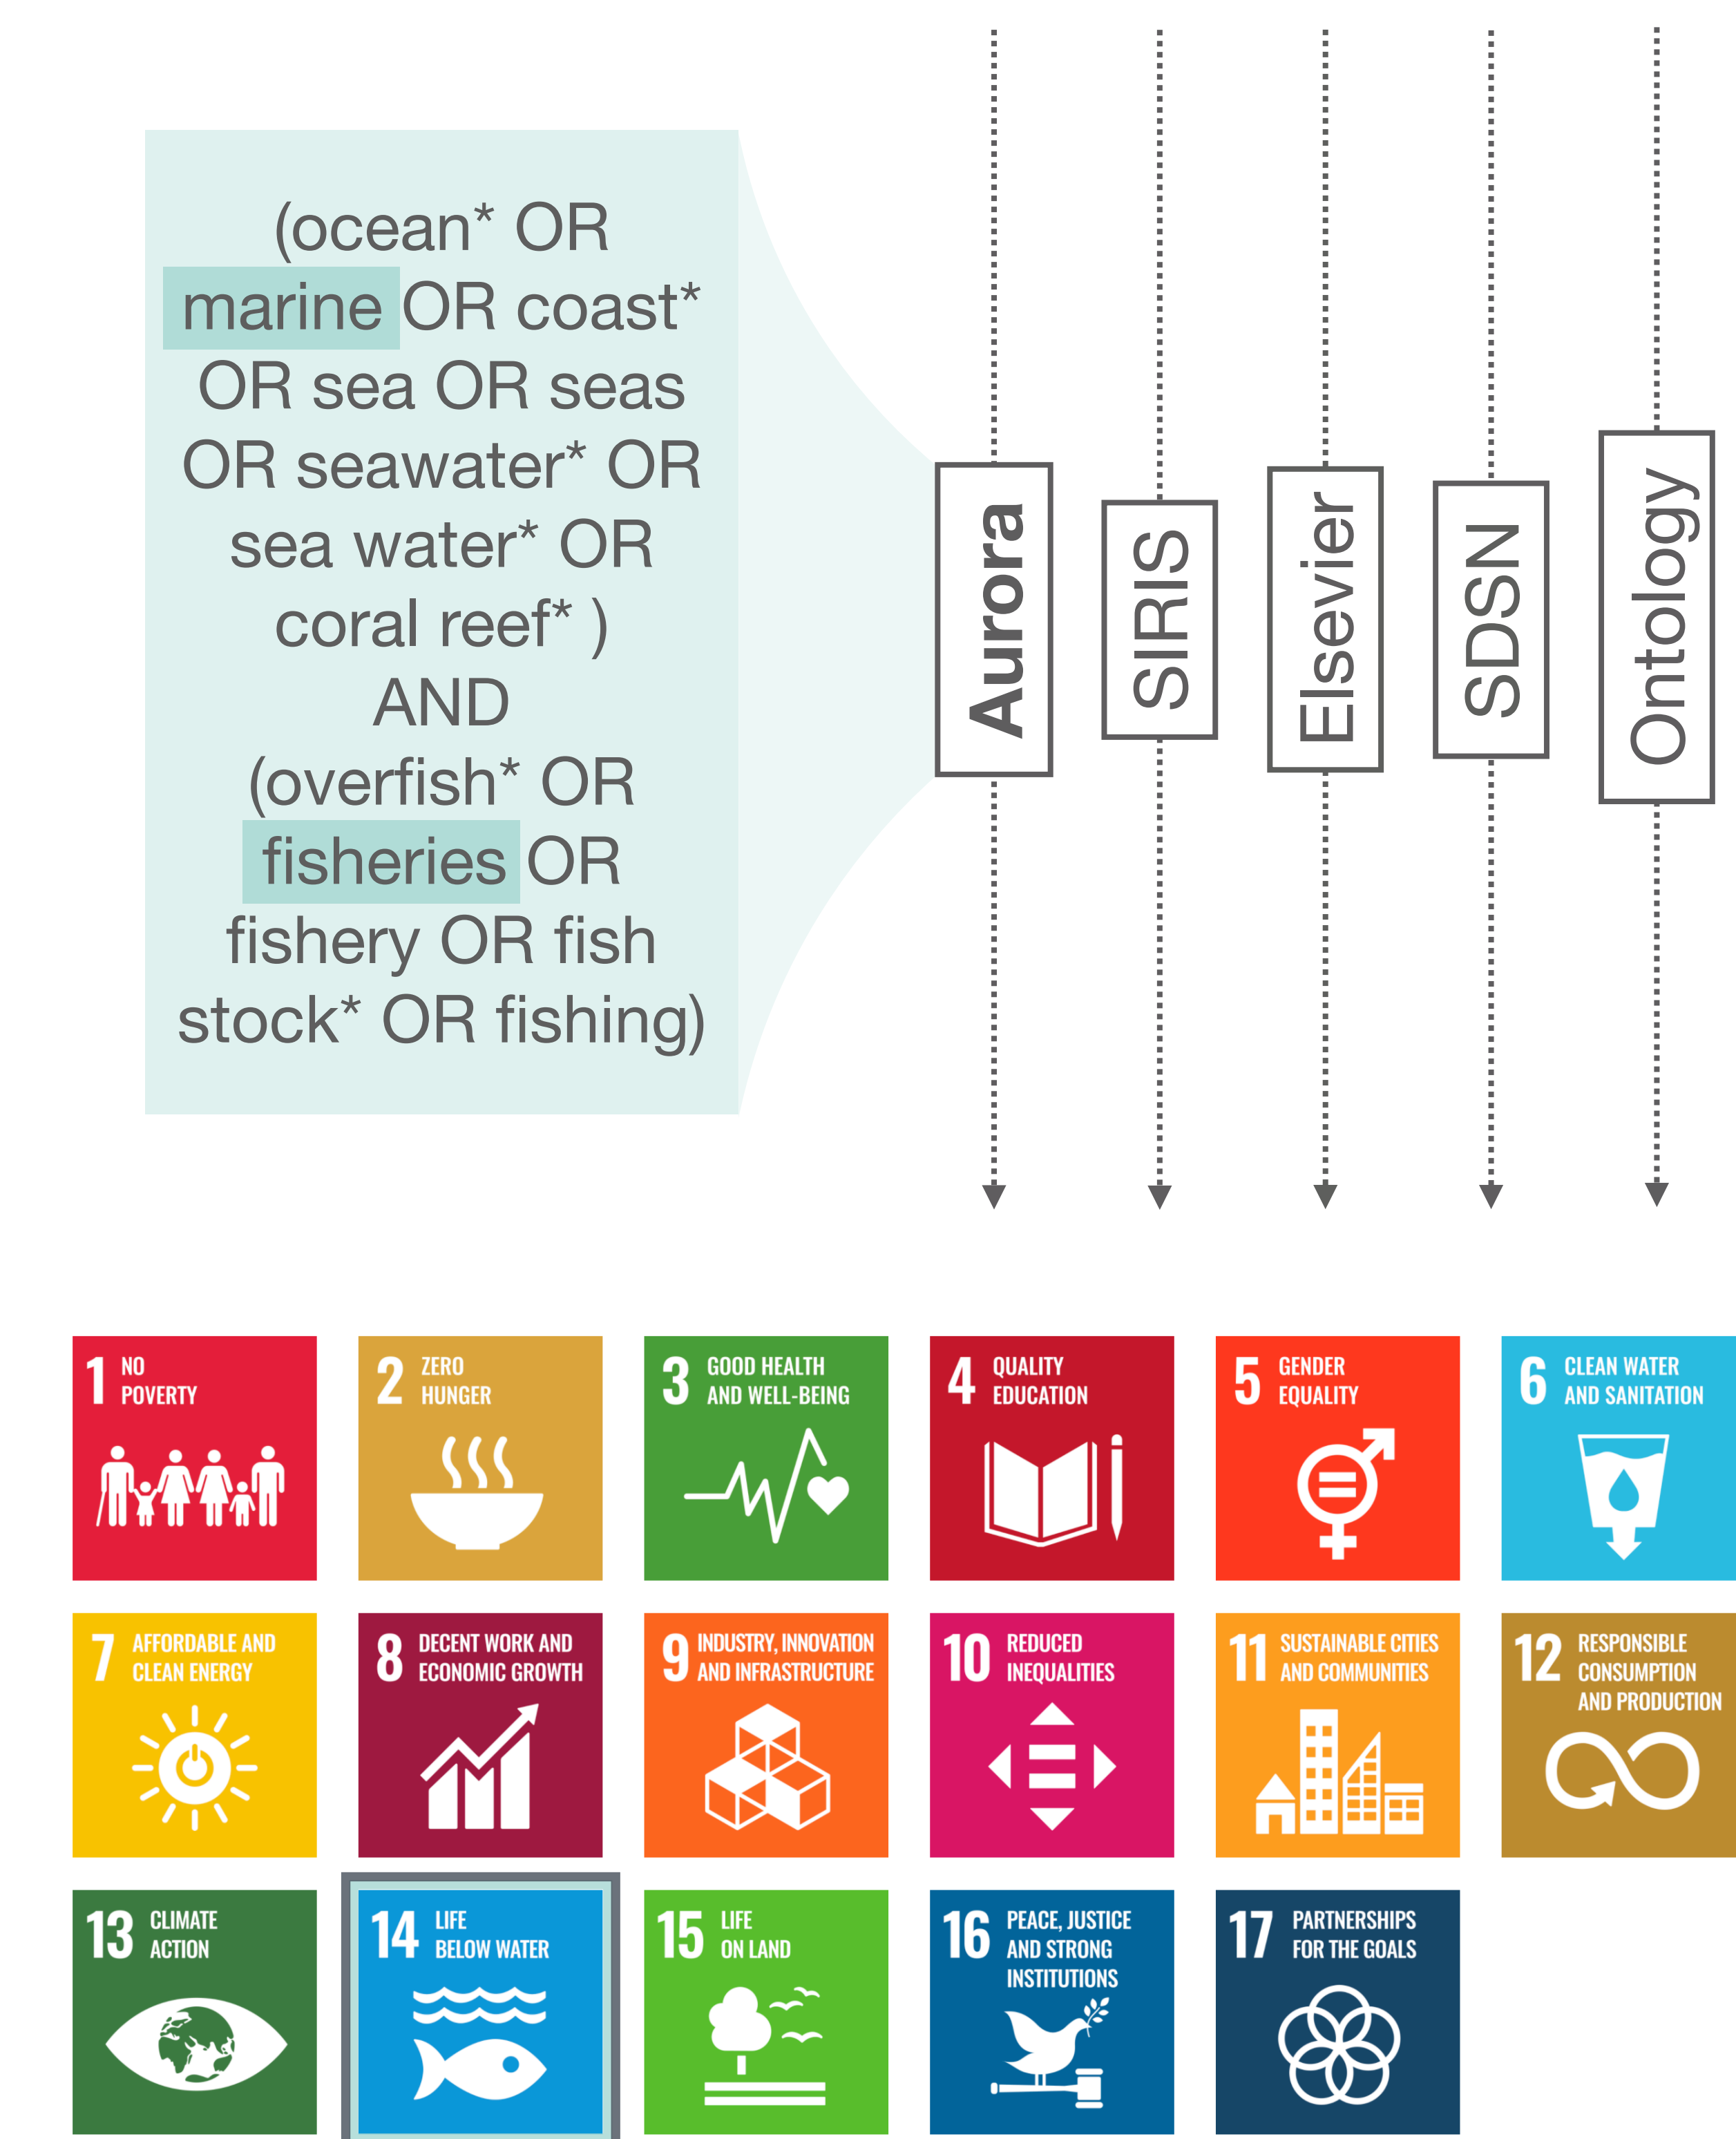 (ocean* OR
marine OR coast*
OR sea OR seas
OR seawater* OR
sea water* OR
coral reef* )
AND
(overfish* OR
fisheries OR
fishery OR fish
stock* OR fishing)
Aurora
SIRIS
Elsevier
SDSN
Ontology
1 NO
POVERTY
2 ZERO
HUNGER
3 GOOD HEALTH
AND WELL-BEING
4 QUALITY
EDUCATION
5 GENDER
EQUALITY
6 CLEAN WATER
AND SANITATION
7 AFFORDABLE AND
CLEAN ENERGY
8 DECENT WORK AND
ECONOMIC GROWTH
9 INDUSTRY, INNOVATION
AND INFRASTRUCTURE
10 REDUCED
INEQUALITIES
11 SUSTAINABLE CITIES
AND COMMUNITIES
12 RESPONSIBLE
CONSUMPTION
AND PRODUCTION
13 CLIMATE
ACTION
14 LIFE
BELOW WATER
15 LIFE
ON LAND
16 PEACE, JUSTICE
AND STRONG
INSTITUTIONS
17 PARTNERSHIPS
FOR THE GOALS